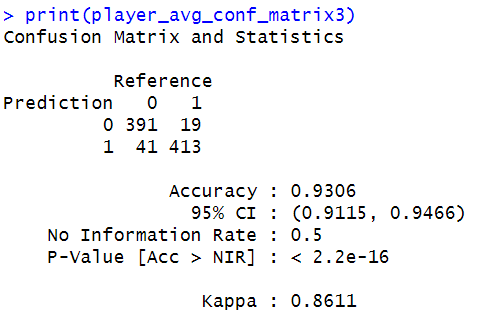 > print(player_avg_conf_matrix3)
Confusion Matrix and Statistics
Reference
Prediction 0 1
0 391 19
1 41 413
Accuracy : 0.9306
95% CI : (0.9115, 0.9466)
No Information Rate : 0.5
P-Value [Acc > NIR] : < 2.2e-16
Kappa : 0.8611